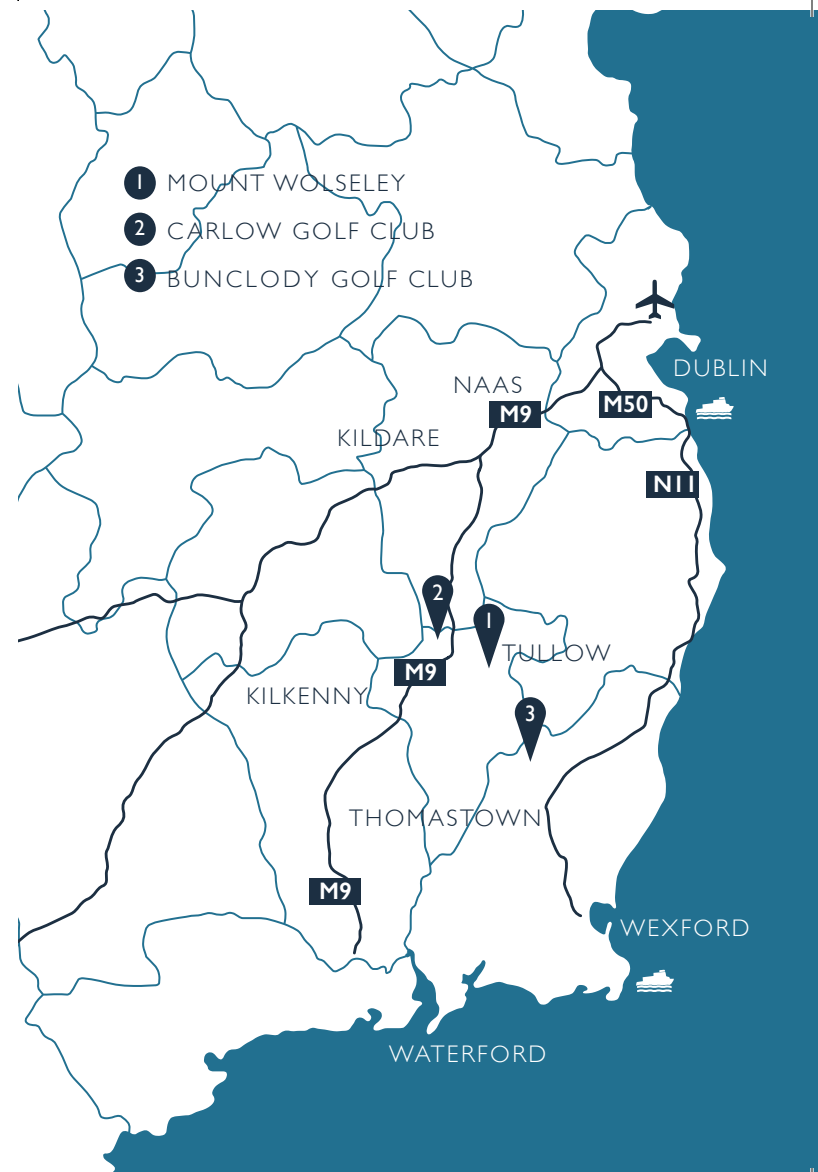 1 MOUNT WOLSELEY
2 CARLOW GOLF CLUB
3 BUNCLODY GOLF CLUB
DUBLIN
NAAS
M9
M50
KILDARE
N11
2
1
TULLOW
M9
KILKENNY
3
THOMASTOWN
M9
WEXFORD
WATERFORD